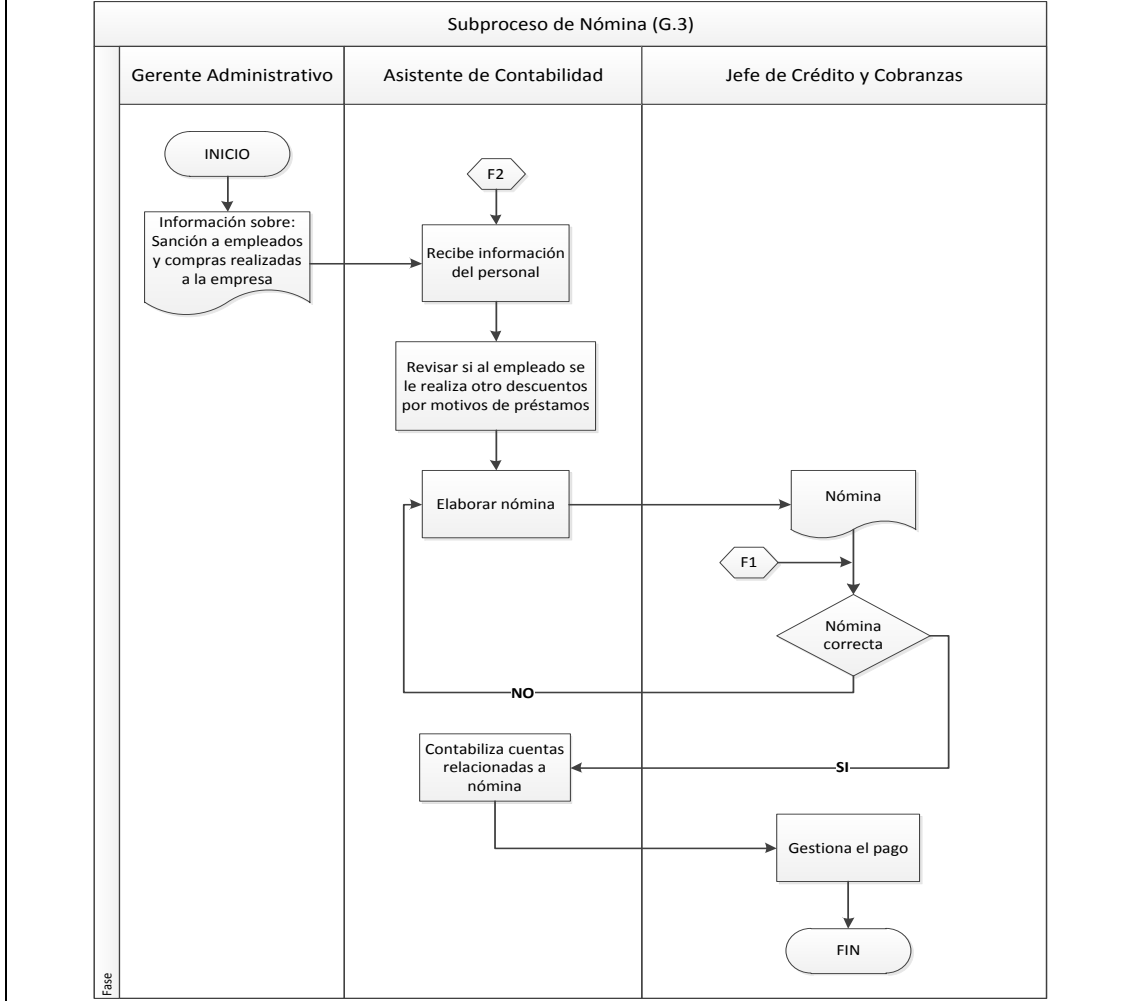 Subproceso de Nómina (G.3)
Gerente Administrativo
Asistente de Contabilidad
Jefe de Crédito y Cobranzas
INICIO
Información sobre:
Sanción a empleados
y compras realizadas
a la empresa
F2
Recibe información
del personal
Revisar si al empleado se
le realiza otro descuentos
por motivos de préstamos
Elaborar nómina
Nómina
F1
Nómina
correcta
NO
Contabiliza cuentas
relacionadas a
nómina
SI
Gestiona el pago
FIN
Fase